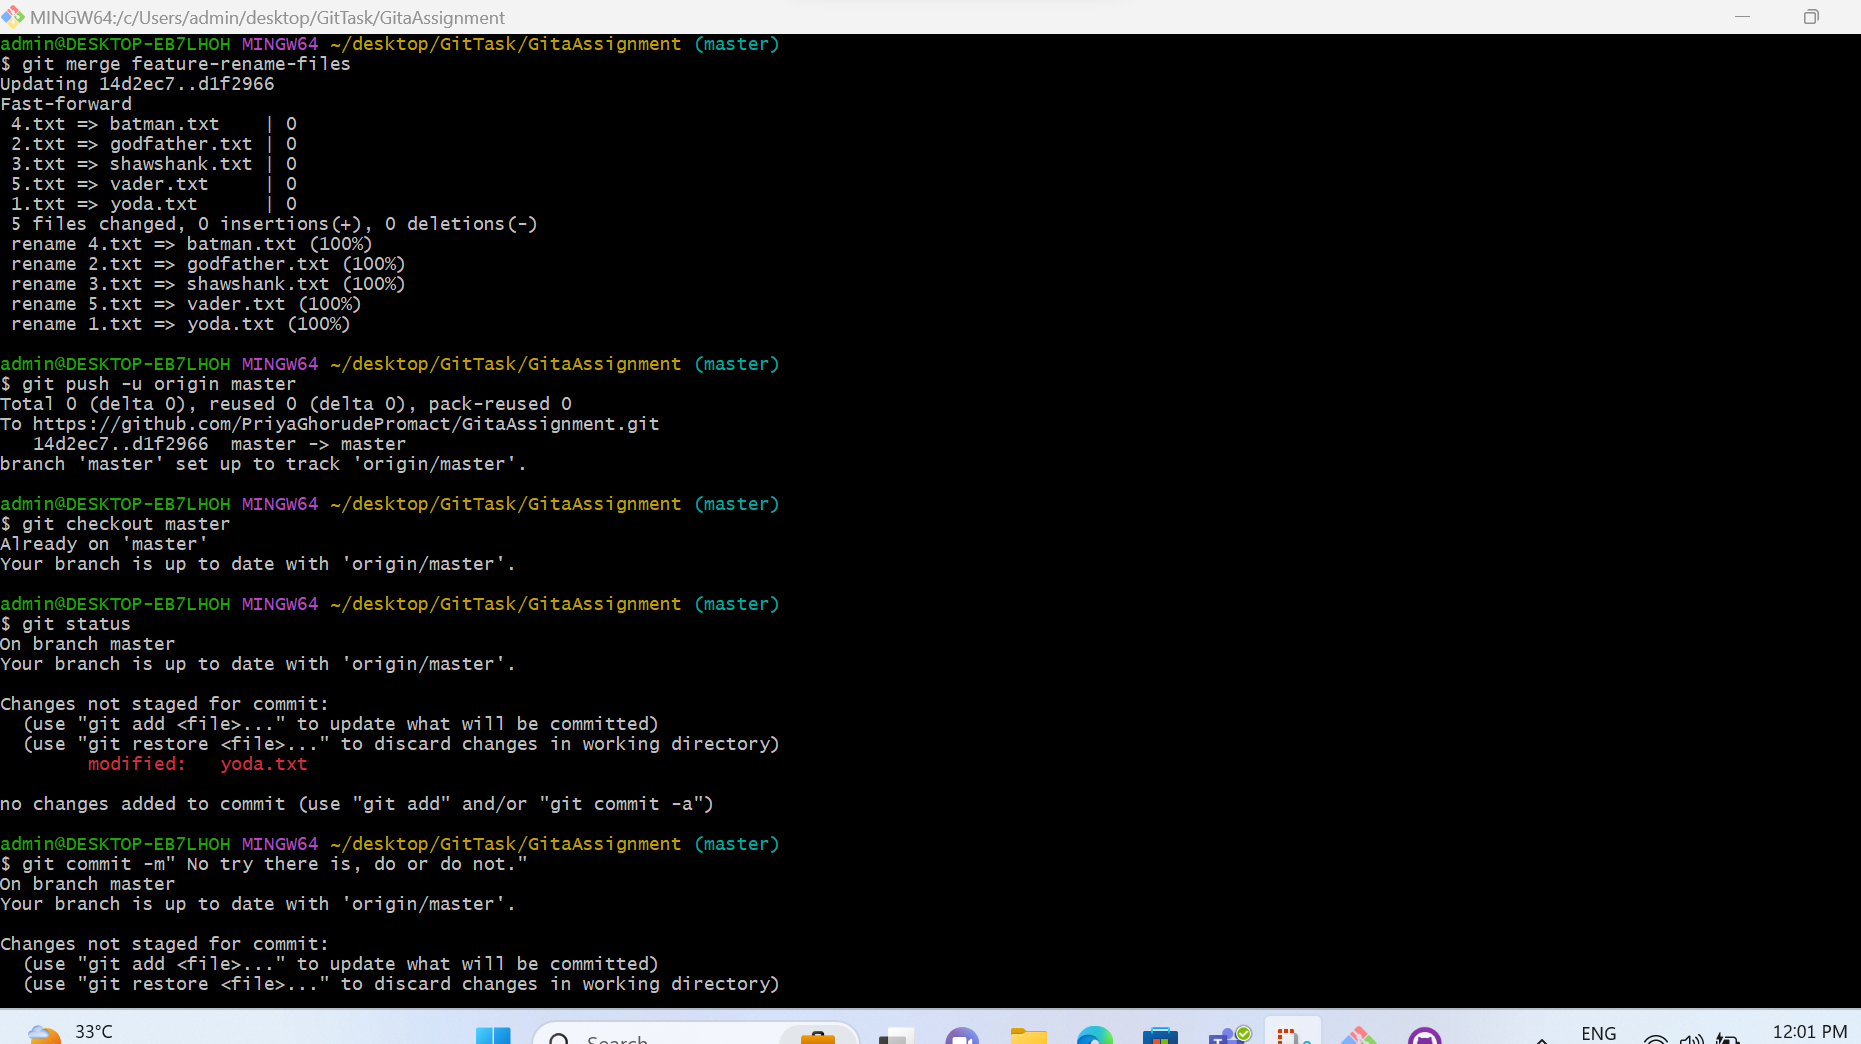 MINGW64:/c/Users/admin/desktop/GitTask/GitaAssignment
admin@DESKTOP-EB7LHOH MINGW64 ~/desktop/GitTask/GitaAssignment (master)
$ git merge feature-rename-files
Updating 14d2ec7..d1f2966
Fast-forward
 4.txt => batman.txt    | 0
 2.txt => godfather.txt | 0
 3.txt => shawshank.txt | 0
 5.txt => vader.txt     | 0
 1.txt => yoda.txt      | 0
 5 files changed, 0 insertions(+), 0 deletions(-)
 rename 4.txt => batman.txt (100%)
 rename 2.txt => godfather.txt (100%)
 rename 3.txt => shawshank.txt (100%)
 rename 5.txt => vader.txt (100%)
 rename 1.txt => yoda.txt (100%)
admin@DESKTOP-EB7LHOH MINGW64 ~/desktop/GitTask/GitaAssignment (master)
$ git push -u origin master
Total 0 (delta 0), reused 0 (delta 0), pack-reused 0
To https://github.com/PriyaGhorudePromact/GitaAssignment.git
   14d2ec7..d1f2966  master -> master
branch 'master' set up to track 'origin/master'.
admin@DESKTOP-EB7LHOH MINGW64 ~/desktop/GitTask/GitaAssignment (master)
$ git checkout master
Already on 'master'
Your branch is up to date with 'origin/master'.
admin@DESKTOP-EB7LHOH MINGW64 ~/desktop/GitTask/GitaAssignment (master)
$ git status
On branch master
Your branch is up to date with 'origin/master'.
Changes not staged for commit:
  (use "git add <file>..." to update what will be committed)
  (use "git restore <file>..." to discard changes in working directory)
        modified:   yoda.txt
no changes added to commit (use "git add" and/or "git commit -a")
admin@DESKTOP-EB7LHOH MINGW64 ~/desktop/GitTask/GitaAssignment (master)
$ git commit -m" No try there is, do or do not."
On branch master
Your branch is up to date with 'origin/master'.
Changes not staged for commit:
  (use "git add <file>..." to update what will be committed)
  (use "git restore <file>..." to discard changes in working directory)
33°C
Search
ENG
12:01 PM